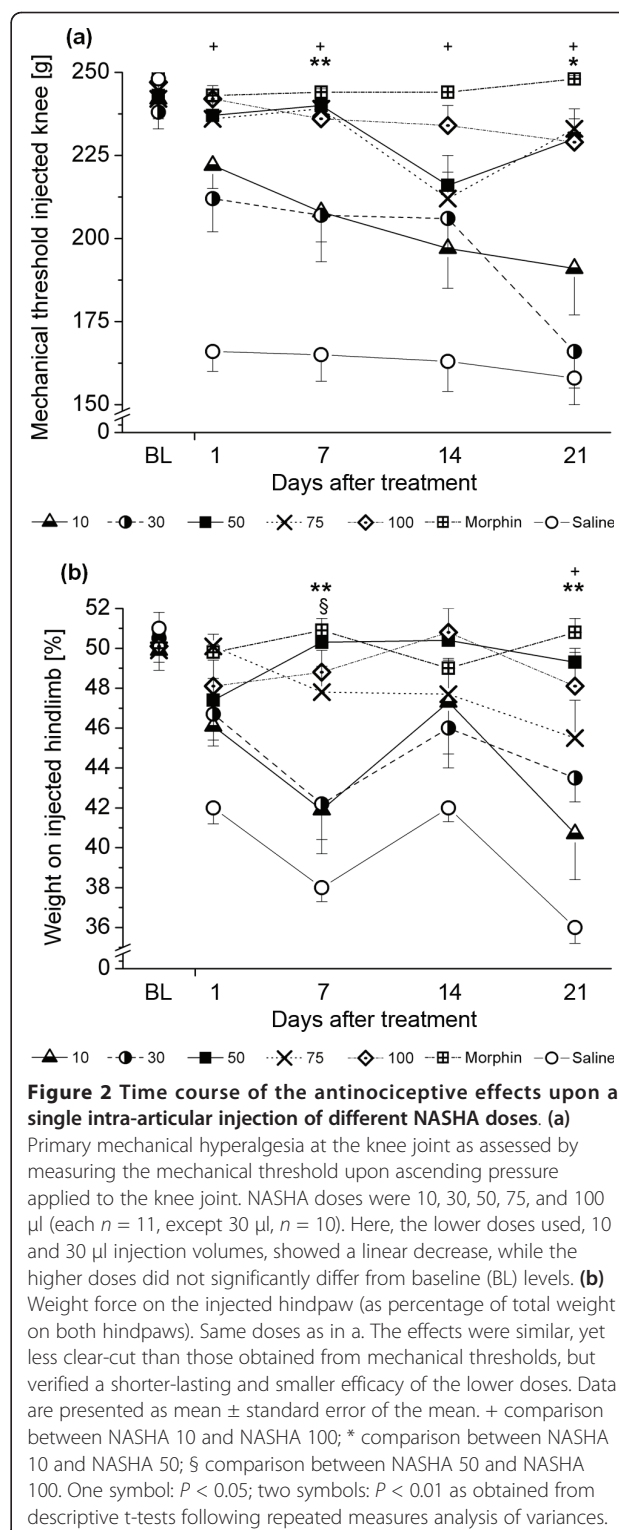 (a)
+ + + +
** *
Mechanical threshold injected knee [g]
250
225
200
175
150
0
BL 1 7 14 21
Days after treatment
10 30 50 75 100 Morphin Saline
(b)
** +
§ **
Weight on injected hindlimb [%]
52
50
48
46
44
42
40
38
36
0
BL 1 7 14 21
Days after treatment
10 30 50 75 100 Morphin Saline
Figure 2 Time course of the antinociceptive effects upon a
single intra-articular injection of different NASHA doses. (a)
Primary mechanical hyperalgesia at the knee joint as assessed by
measuring the mechanical threshold upon ascending pressure
applied to the knee joint. NASHA doses were 10, 30, 50, 75, and 100
μl (each n = 11, except 30 μl, n = 10). Here, the lower doses used, 10
and 30 μl injection volumes, showed a linear decrease, while the
higher doses did not significantly differ from baseline (BL) levels. (b)
Weight force on the injected hindpaw (as percentage of total weight
on both hindpaws). Same doses as in a. The effects were similar, yet
less clear-cut than those obtained from mechanical thresholds, but
verified a shorter-lasting and smaller efficacy of the lower doses. Data
are presented as mean ± standard error of the mean. + comparison
between NASHA 10 and NASHA 100; * comparison between NASHA
10 and NASHA 50; § comparison between NASHA 50 and NASHA
100. One symbol: P < 0.05; two symbols: P < 0.01 as obtained from
descriptive t-tests following repeated measures analysis of variances.